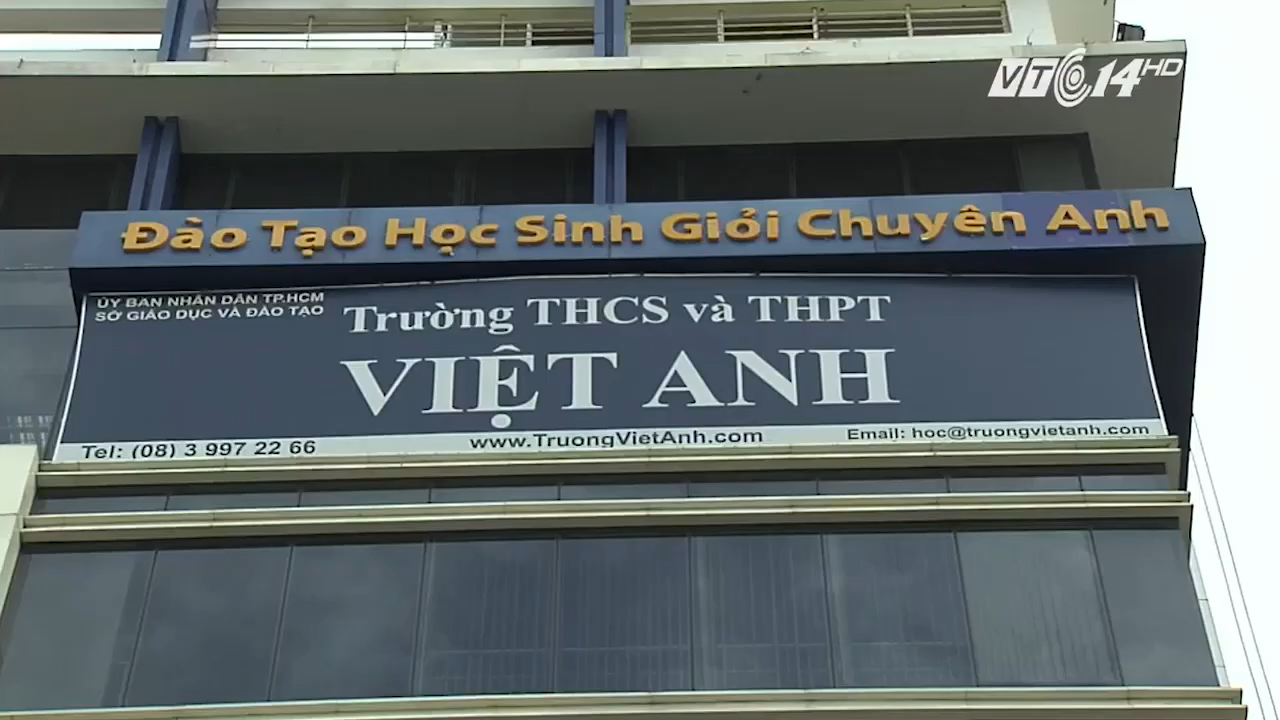 VTC14 HD
Đào Tạo Học Sinh Giỏi Chuyên Anh
ỦY BAN NHÂN DÂN TP.HCM
SỞ GIÁO DỤC VÀ ĐÀO TẠO
Trường THCS và THPT
VIỆT ANH
Tel: (08) 3 997 22 66
www.TruongVietAnh.com
Email: hoc@truongvietanh.com